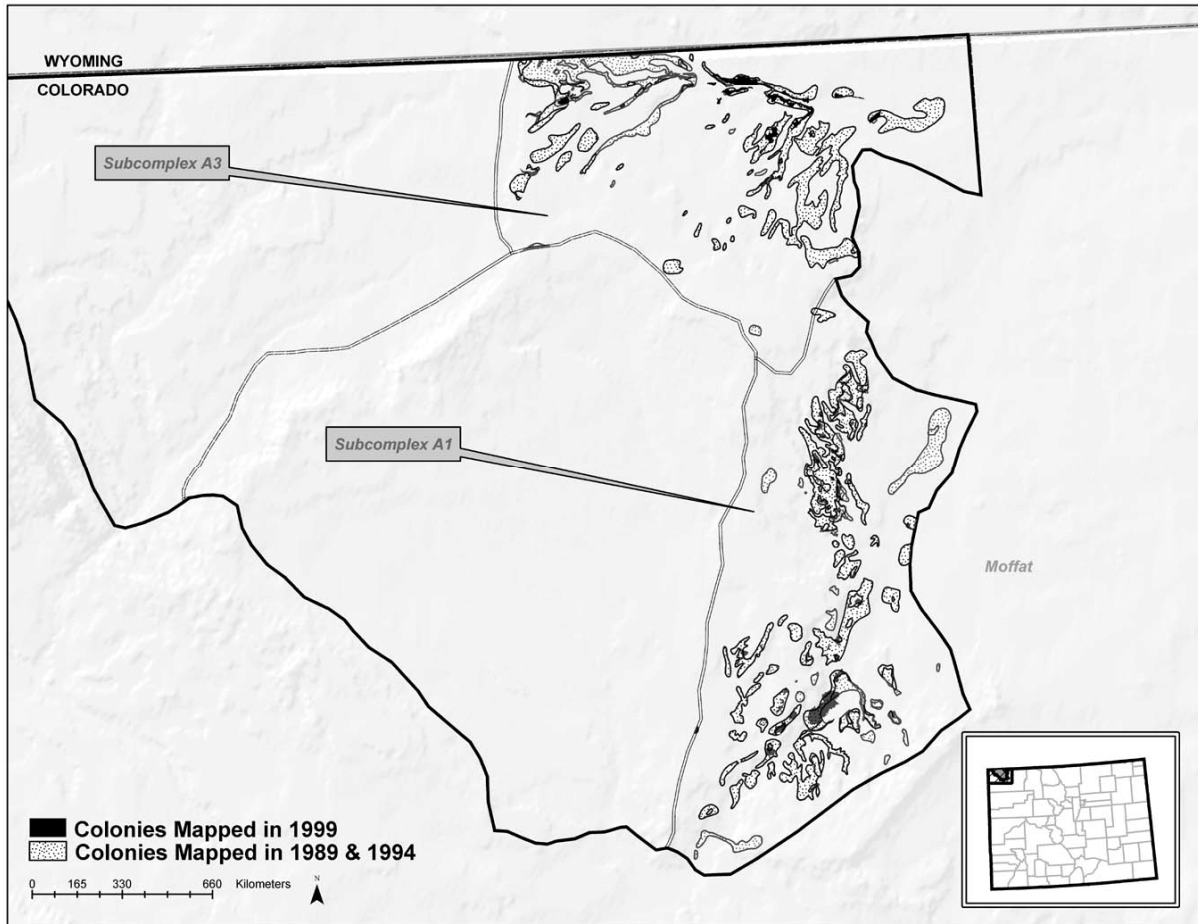 WYOMING
COLORADO
Subcomplex A3
Subcomplex A1
Moffat
Colonies Mapped in 1999
Colonies Mapped in 1989 & 1994
0 165 330 660 Kilometers
N